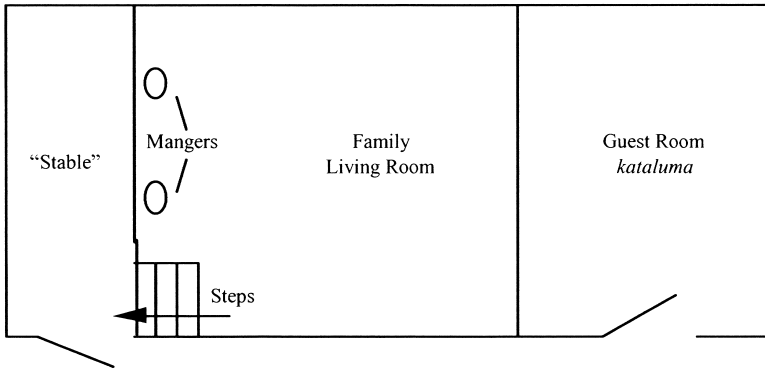 “Stable”
Mangers
Family
Living Room
Guest Room
kataluma
Steps